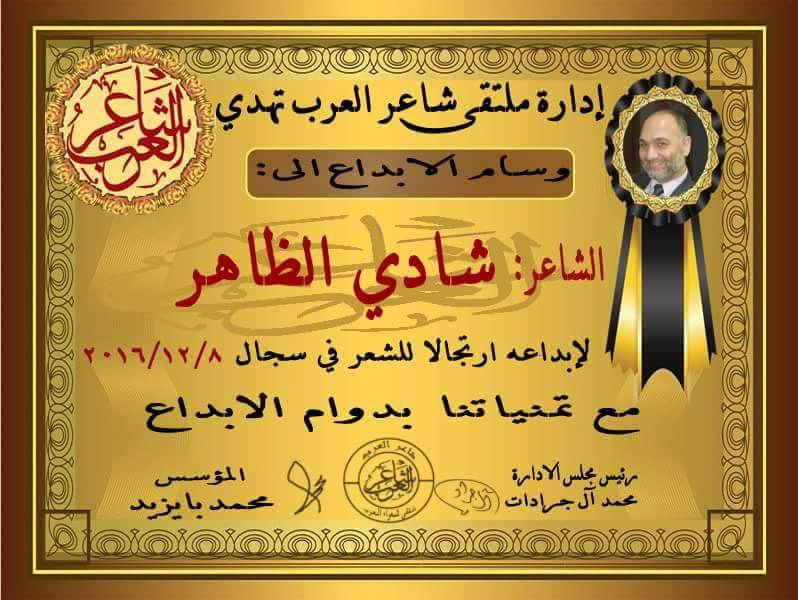 شاعر العرب
إدارة ملتقى شاعر العرب تهدي
وسام الابداع الى:
الشاعر: شادي الظاهر
لإبداعه ارتجالا للشعر في سجال ٢٠١٦/١٢/٨
مع تمنياتنا بدوام الابداع
رئيس مجلس الادارة
محمد آل جرادات
شاعر العرب
المؤسس
محمد بايزيد